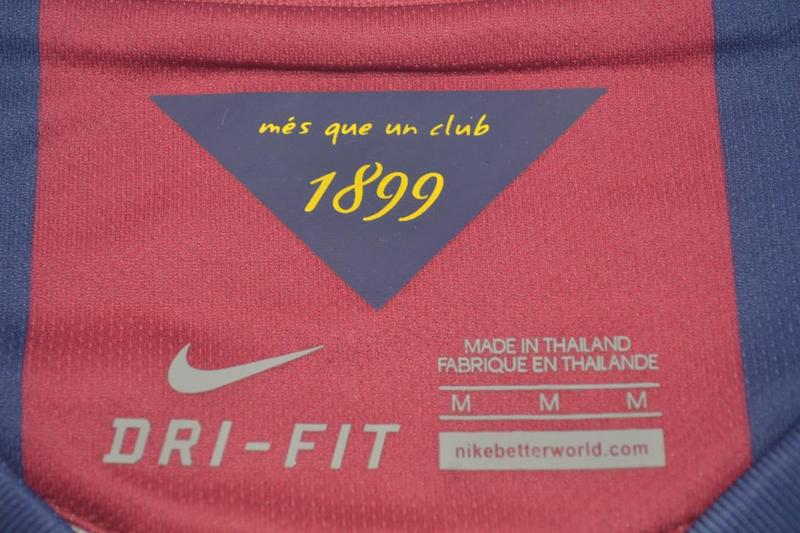 més que un club
1899
DRI-FIT
MADE IN THAILAND
FABRIQUE EN THAILANDE
M M M
nikebetterworld.com